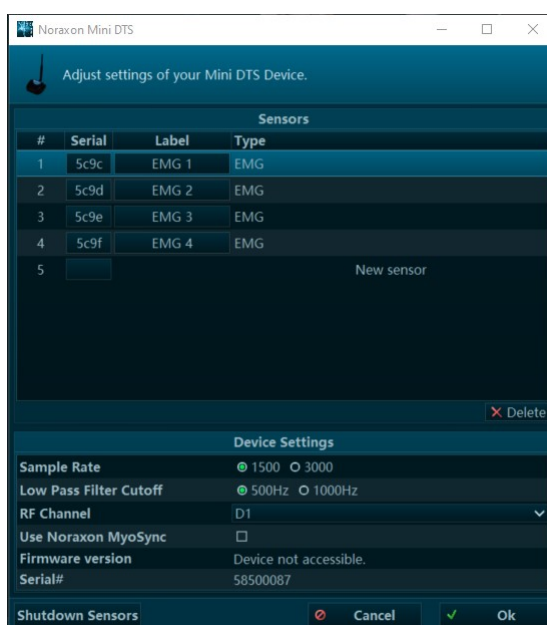 Noraxon Mini DTS
Adjust settings of your Mini DTS Device.
Sensors
# Serial Label Type
1 5c9c EMG 1 EMG
2 5c9d EMG 2 EMG
3 5c9e EMG 3 EMG
4 5c9f EMG 4 EMG
5 New sensor
Delete
Device Settings
Sample Rate 1500 3000
Low Pass Filter Cutoff 500Hz 1000Hz
RF Channel D1
Use Noraxon MyoSync
Firmware version Device not accessible.
Serial# 58500087
Shutdown Sensors Cancel Ok